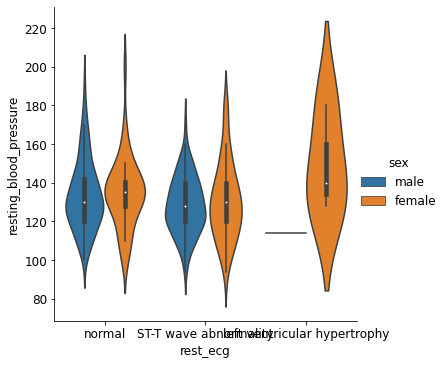 220
200
180
160
140
120
100
80
resting_blood_pressure
normal
ST-T wave abnormality
left ventricular hypertrophy
rest_ecg
sex
male
female